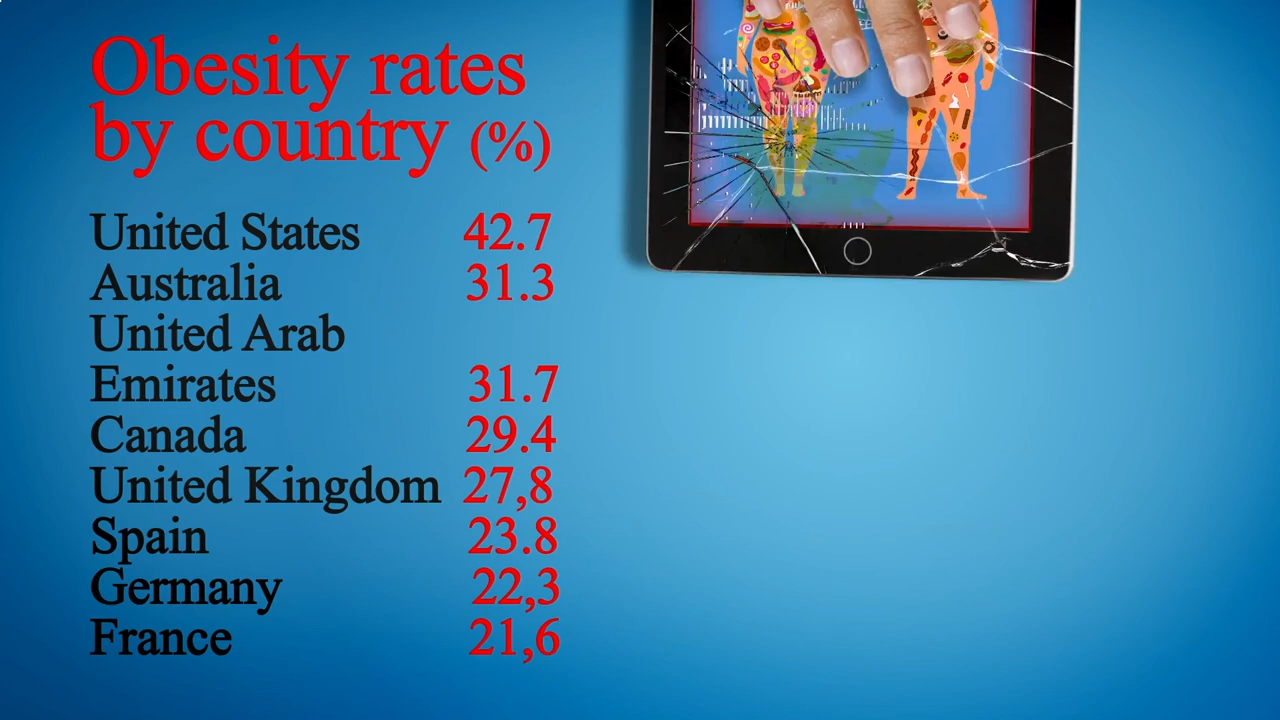 Obesity rates
by country (%)
United States 42.7
Australia 31.3
United Arab
Emirates 31.7
Canada 29.4
United Kingdom 27,8
Spain 23.8
Germany 22,3
France 21,6